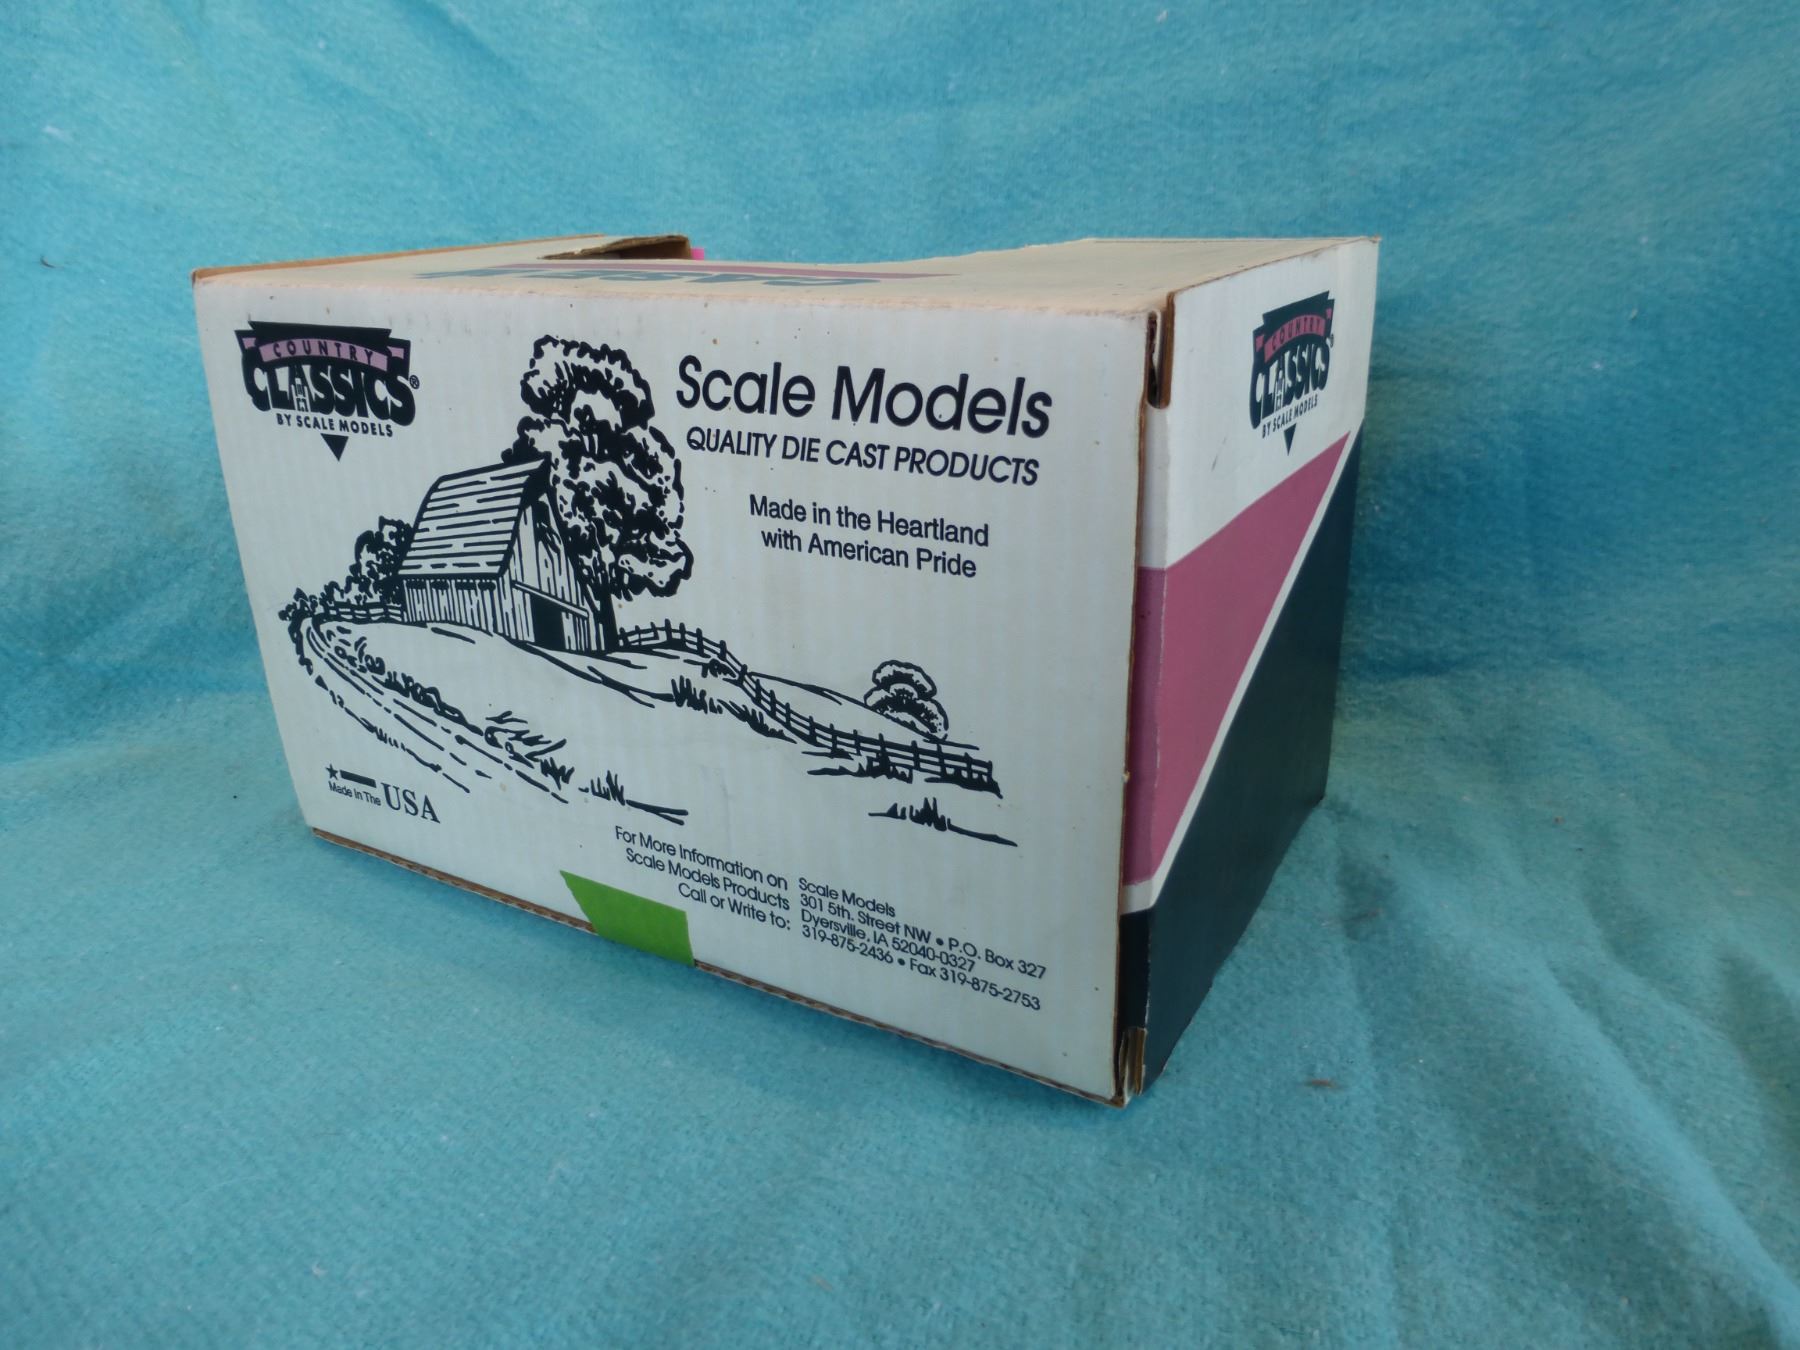 COUNTRY
CLASSICS®
BY SCALE MODELS
Scale Models
QUALITY DIE CAST PRODUCTS
Made in the Heartland
with American Pride
Made In The USA
For More Information on
Scale Models Products
Call or Write to:
Scale Models
301 5th. Street NW • P.O. Box 327
Dyersville, IA 52040-0327
319-875-2436 • Fax 319-875-2753
COUNTRY
CLASSICS®
BY SCALE MODELS